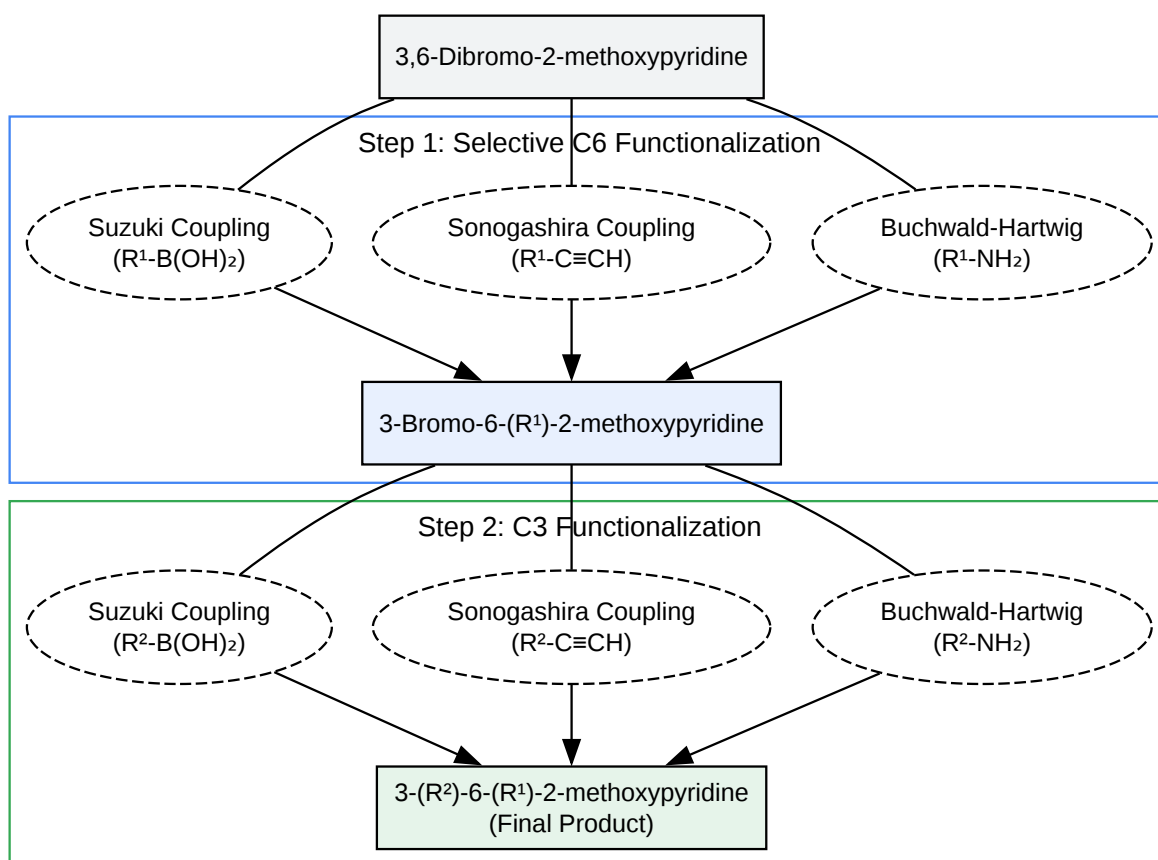 3,6-Dibromo-2-methoxypyridine
Step 1: Selective C6 Functionalization
Suzuki Coupling
(R¹-B(OH)₂)
Sonogashira Coupling
(R¹-C≡CH)
Buchwald-Hartwig
(R¹-NH₂)
3-Bromo-6-(R¹)-2-methoxypyridine
Step 2: C3 Functionalization
Suzuki Coupling
(R²-B(OH)₂)
Sonogashira Coupling
(R²-C≡CH)
Buchwald-Hartwig
(R²-NH₂)
3-(R²)-6-(R¹)-2-methoxypyridine
(Final Product)